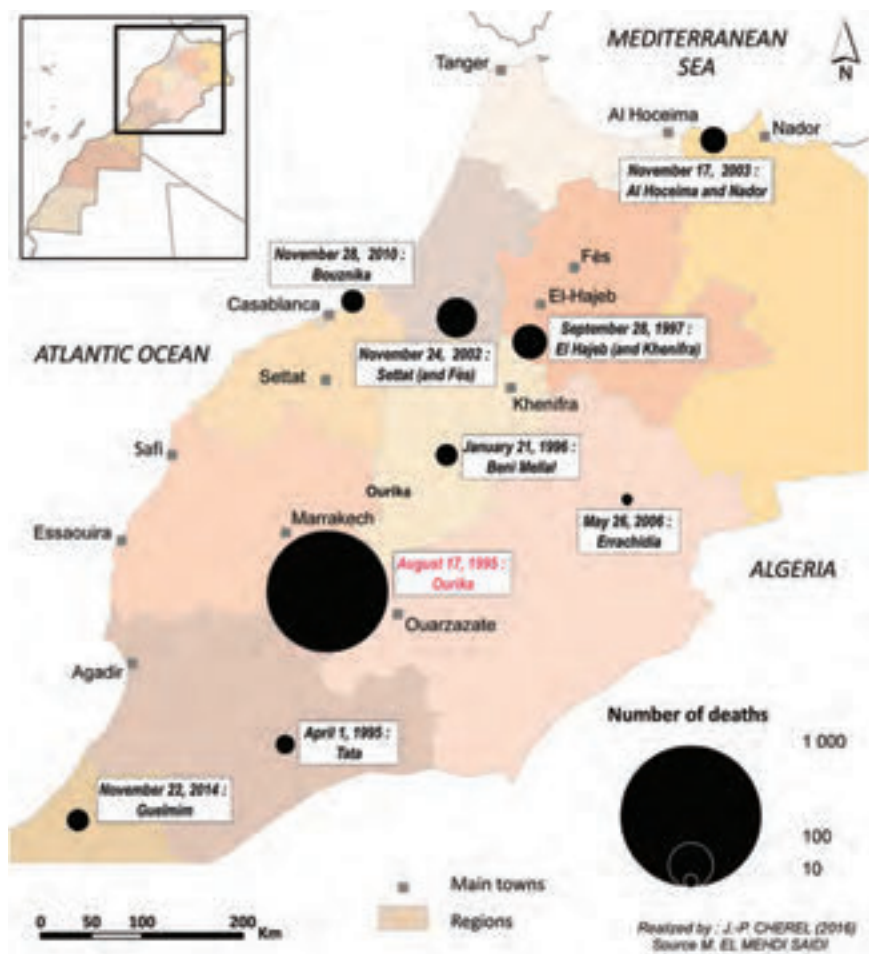 MEDITERRANEAN
SEA
N
Tanger
Al Hoceima
Nador
November 17, 2003 :
Al Hoceima and Nador
November 28, 2010 :
Bouznika
Fès
Casablanca
El-Hajeb
ATLANTIC OCEAN
November 24, 2002 :
Settat (and Fès)
September 28, 1997 :
El Hajeb (and Khenifra)
Settat
Khenifra
Safi
January 21, 1996 :
Beni Mellal
Ourika
Marrakech
Essaouira
May 26, 2006 :
Errachidia
August 17, 1995 :
Ourika
ALGERIA
Ouarzazate
Agadir
April 1, 1995 :
Tata
November 22, 2014 :
Guelmim
Number of deaths
1 000
100
10
Main towns
Regions
0 50 100 200
Km
Realized by : J.-P. CHEREL (2016)
Source M. EL MEHDI SAIDI